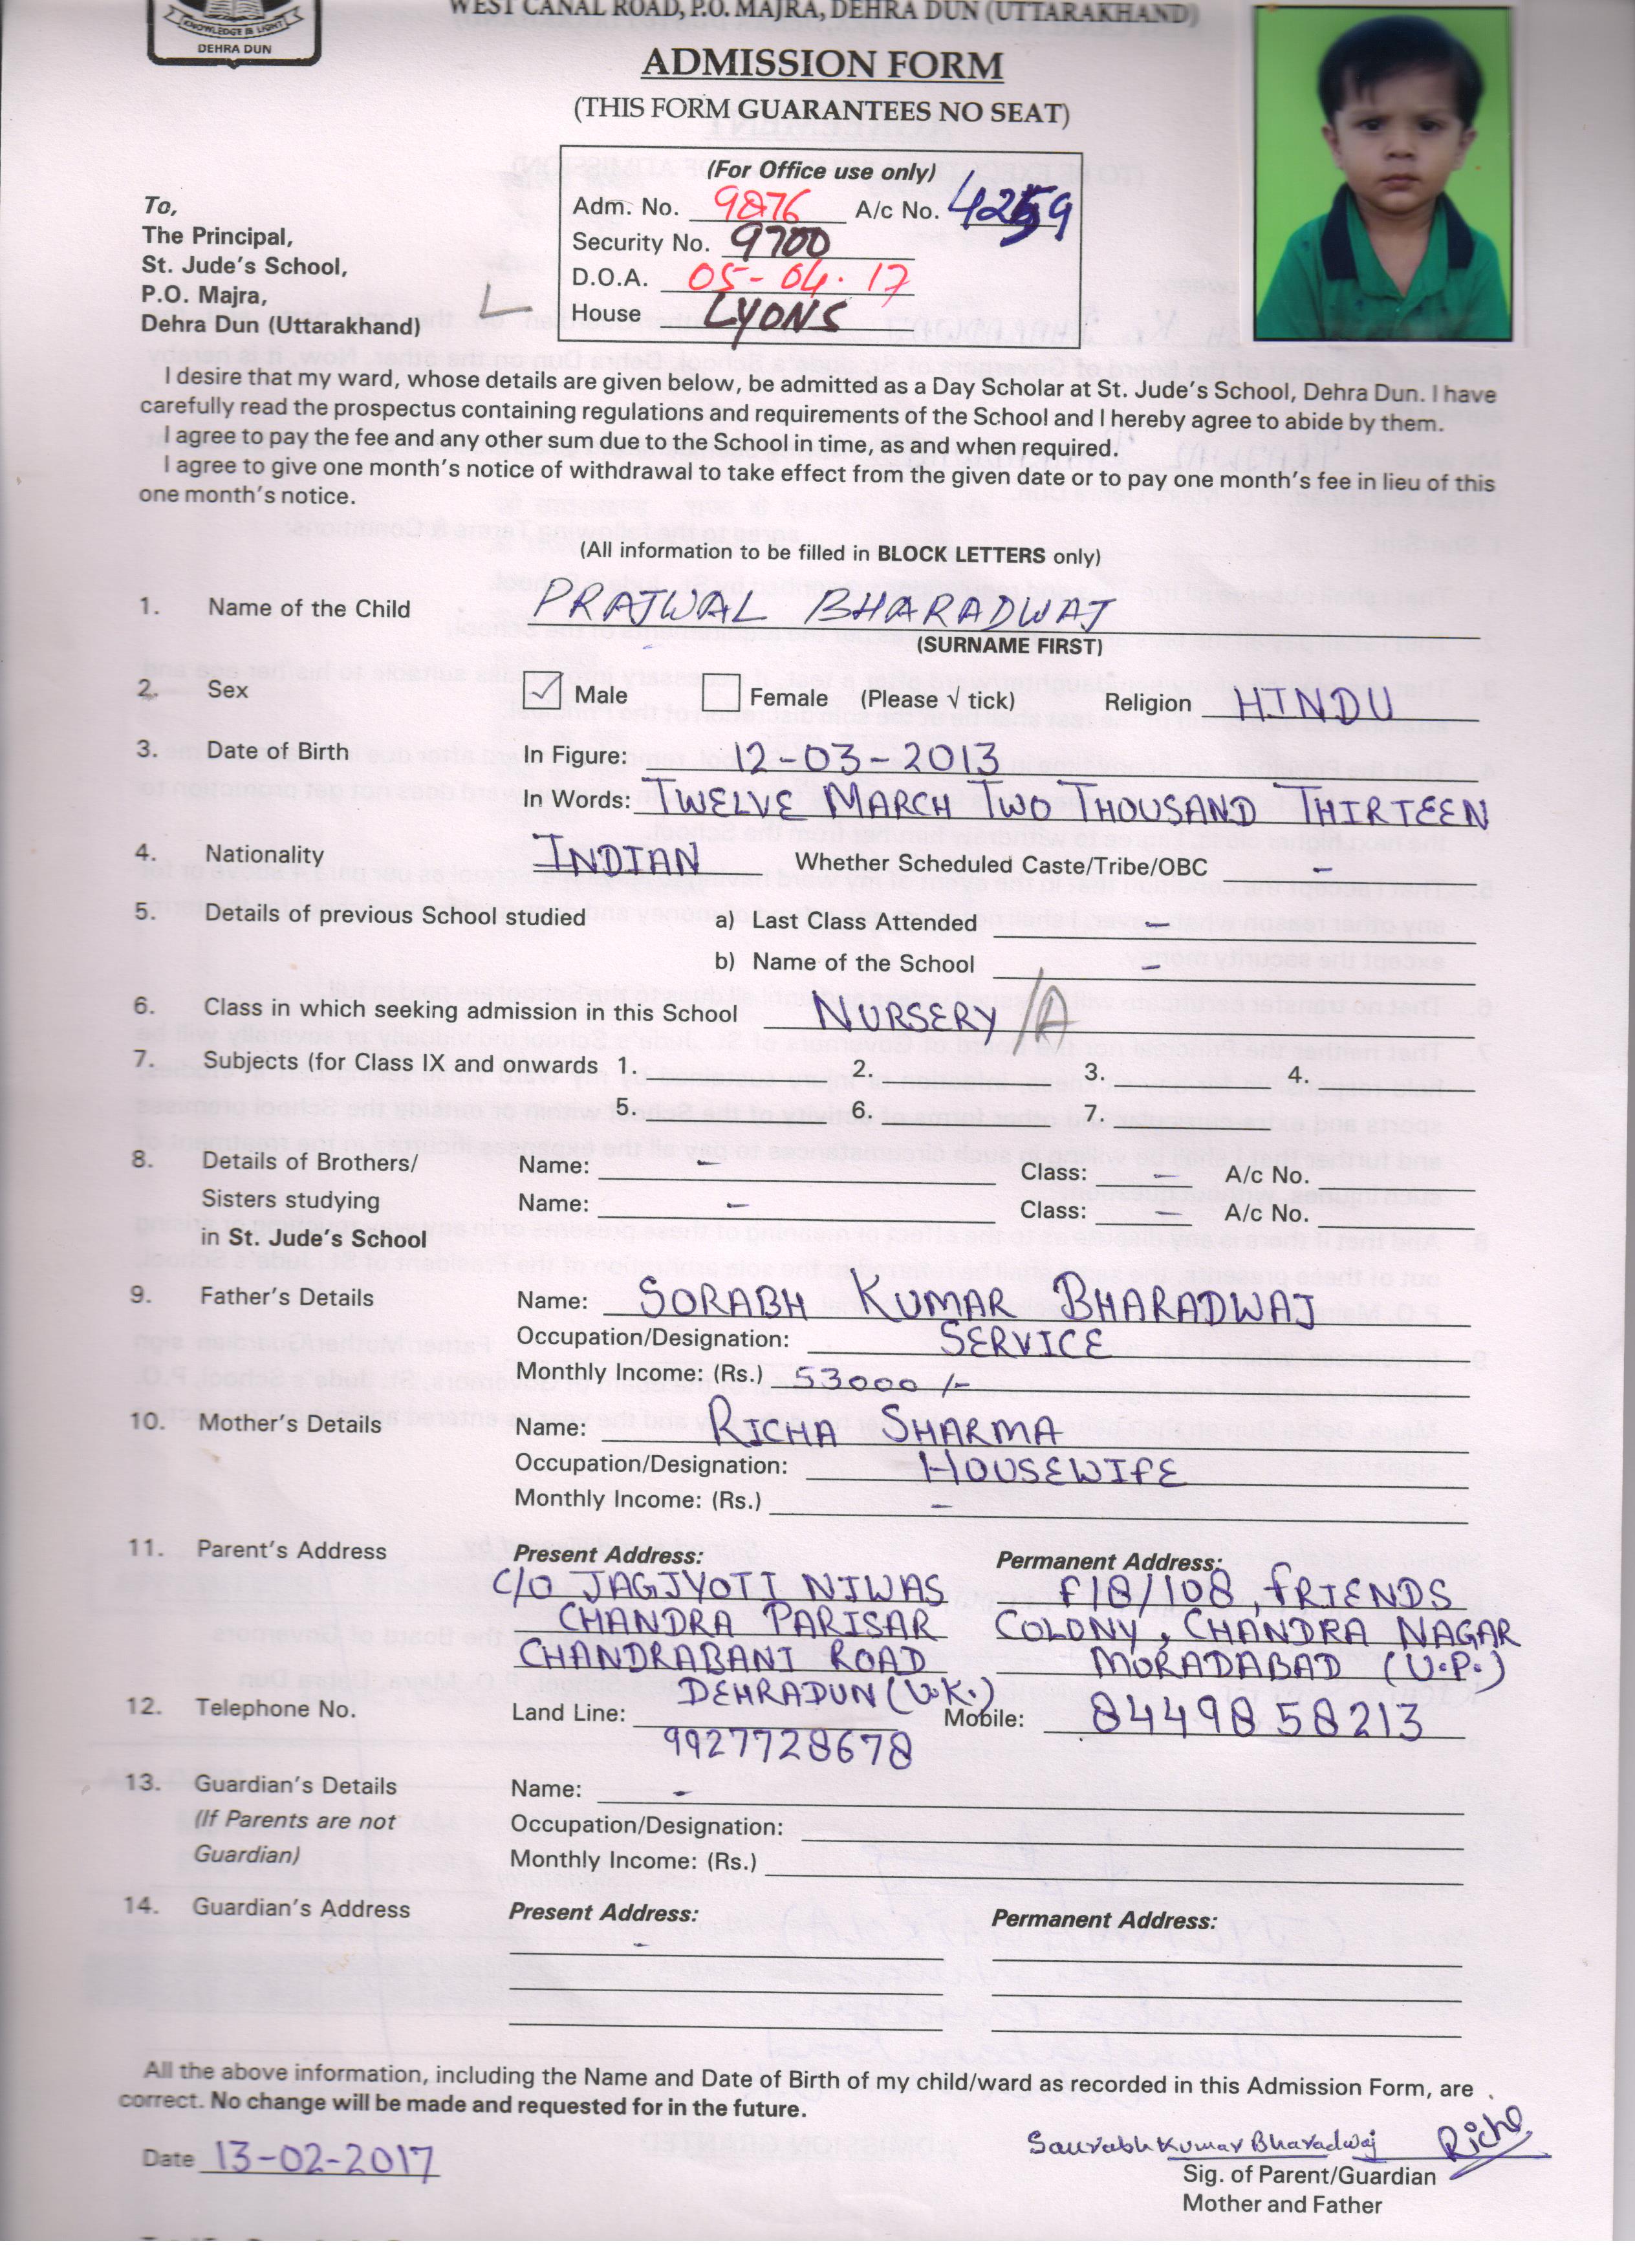 KNOWLEDGE IS LIGHT
DEHRA DUN
WEST CANAL ROAD, P.O. MAJRA, DEHRA DUN (UTTARAKHAND)
ADMISSION FORM
(THIS FORM GUARANTEES NO SEAT)
(For Office use only)
Adm. No. 9876 A/c No. 4259
Security No. 9700
D.O.A. 05-04-17
House LYONS
To,
The Principal,
St. Jude's School,
P.O. Majra,
Dehra Dun (Uttarakhand)
I desire that my ward, whose details are given below, be admitted as a Day Scholar at St. Jude's School, Dehra Dun. I have
carefully read the prospectus containing regulations and requirements of the School and I hereby agree to abide by them.
I agree to pay the fee and any other sum due to the School in time, as and when required.
I agree to give one month's notice of withdrawal to take effect from the given date or to pay one month's fee in lieu of this
one month's notice.
(All information to be filled in BLOCK LETTERS only)
1. Name of the Child PRAJWAL BHARADWAJ
(SURNAME FIRST)
2. Sex ✓ Male Female (Please √ tick) Religion HINDU
3. Date of Birth In Figure: 12-03-2013
In Words: TWELVE MARCH TWO THOUSAND THIRTEEN
4. Nationality INDIAN Whether Scheduled Caste/Tribe/OBC -
5. Details of previous School studied a) Last Class Attended -
b) Name of the School -
6. Class in which seeking admission in this School NURSERY /A
7. Subjects (for Class IX and onwards 1. 2. 3. 4.
5. 6. 7.
8. Details of Brothers/ Name: - Class: - A/c No.
Sisters studying Name: - Class: - A/c No.
in St. Jude's School
9. Father's Details Name: SORABH KUMAR BHARADWAJ
Occupation/Designation: SERVICE
Monthly Income: (Rs.) 53000/-
10. Mother's Details Name: RICHA SHARMA
Occupation/Designation: HOUSEWIFE
Monthly Income: (Rs.) -
11. Parent's Address Present Address: Permanent Address:
C/O JAGJYOTI NIWAS F18/108, FRIENDS
CHANDRA PARISAR COLONY, CHANDRA NAGAR
CHANDRABANI ROAD MORADABAD (U.P.)
DEHRADUN (U.K.)
12. Telephone No. Land Line: Mobile: 8449858213
9927728678
13. Guardian's Details Name: -
(If Parents are not Occupation/Designation:
Guardian) Monthly Income: (Rs.)
14. Guardian's Address Present Address: Permanent Address:
-
All the above information, including the Name and Date of Birth of my child/ward as recorded in this Admission Form, are
correct. No change will be made and requested for in the future.
Date 13-02-2017 Saurabh Kumar Bharadwaj Richa
Sig. of Parent/Guardian
Mother and Father